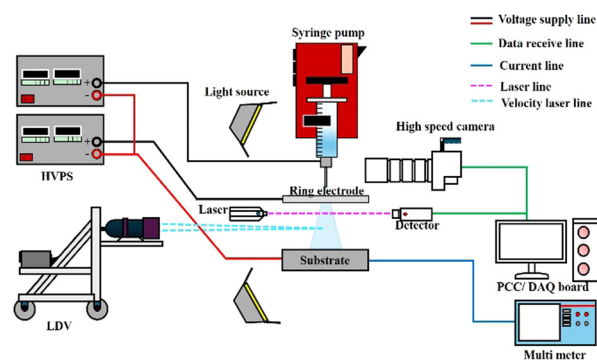 Syringe pump
Voltage supply line
Data receive line
Current line
Laser line
Velocity laser line
Light source
+
-
+
-
HVPS
High speed camera
Ring electrode
Laser
Detector
Substrate
LDV
PCC/ DAQ board
Multi meter